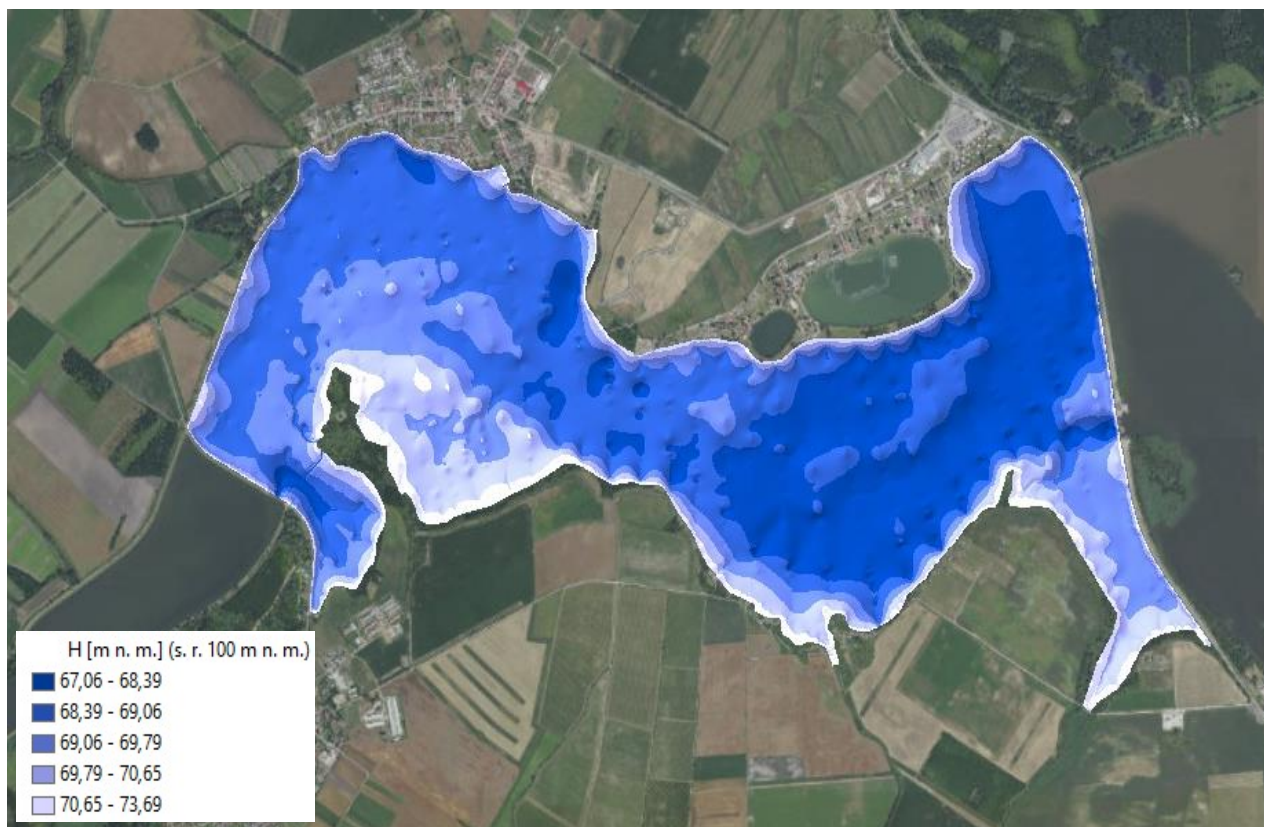 H [m n. m.] (s. r. 100 m n. m.)
67,06 - 68,39
68,39 - 69,06
69,06 - 69,79
69,79 - 70,65
70,65 - 73,69